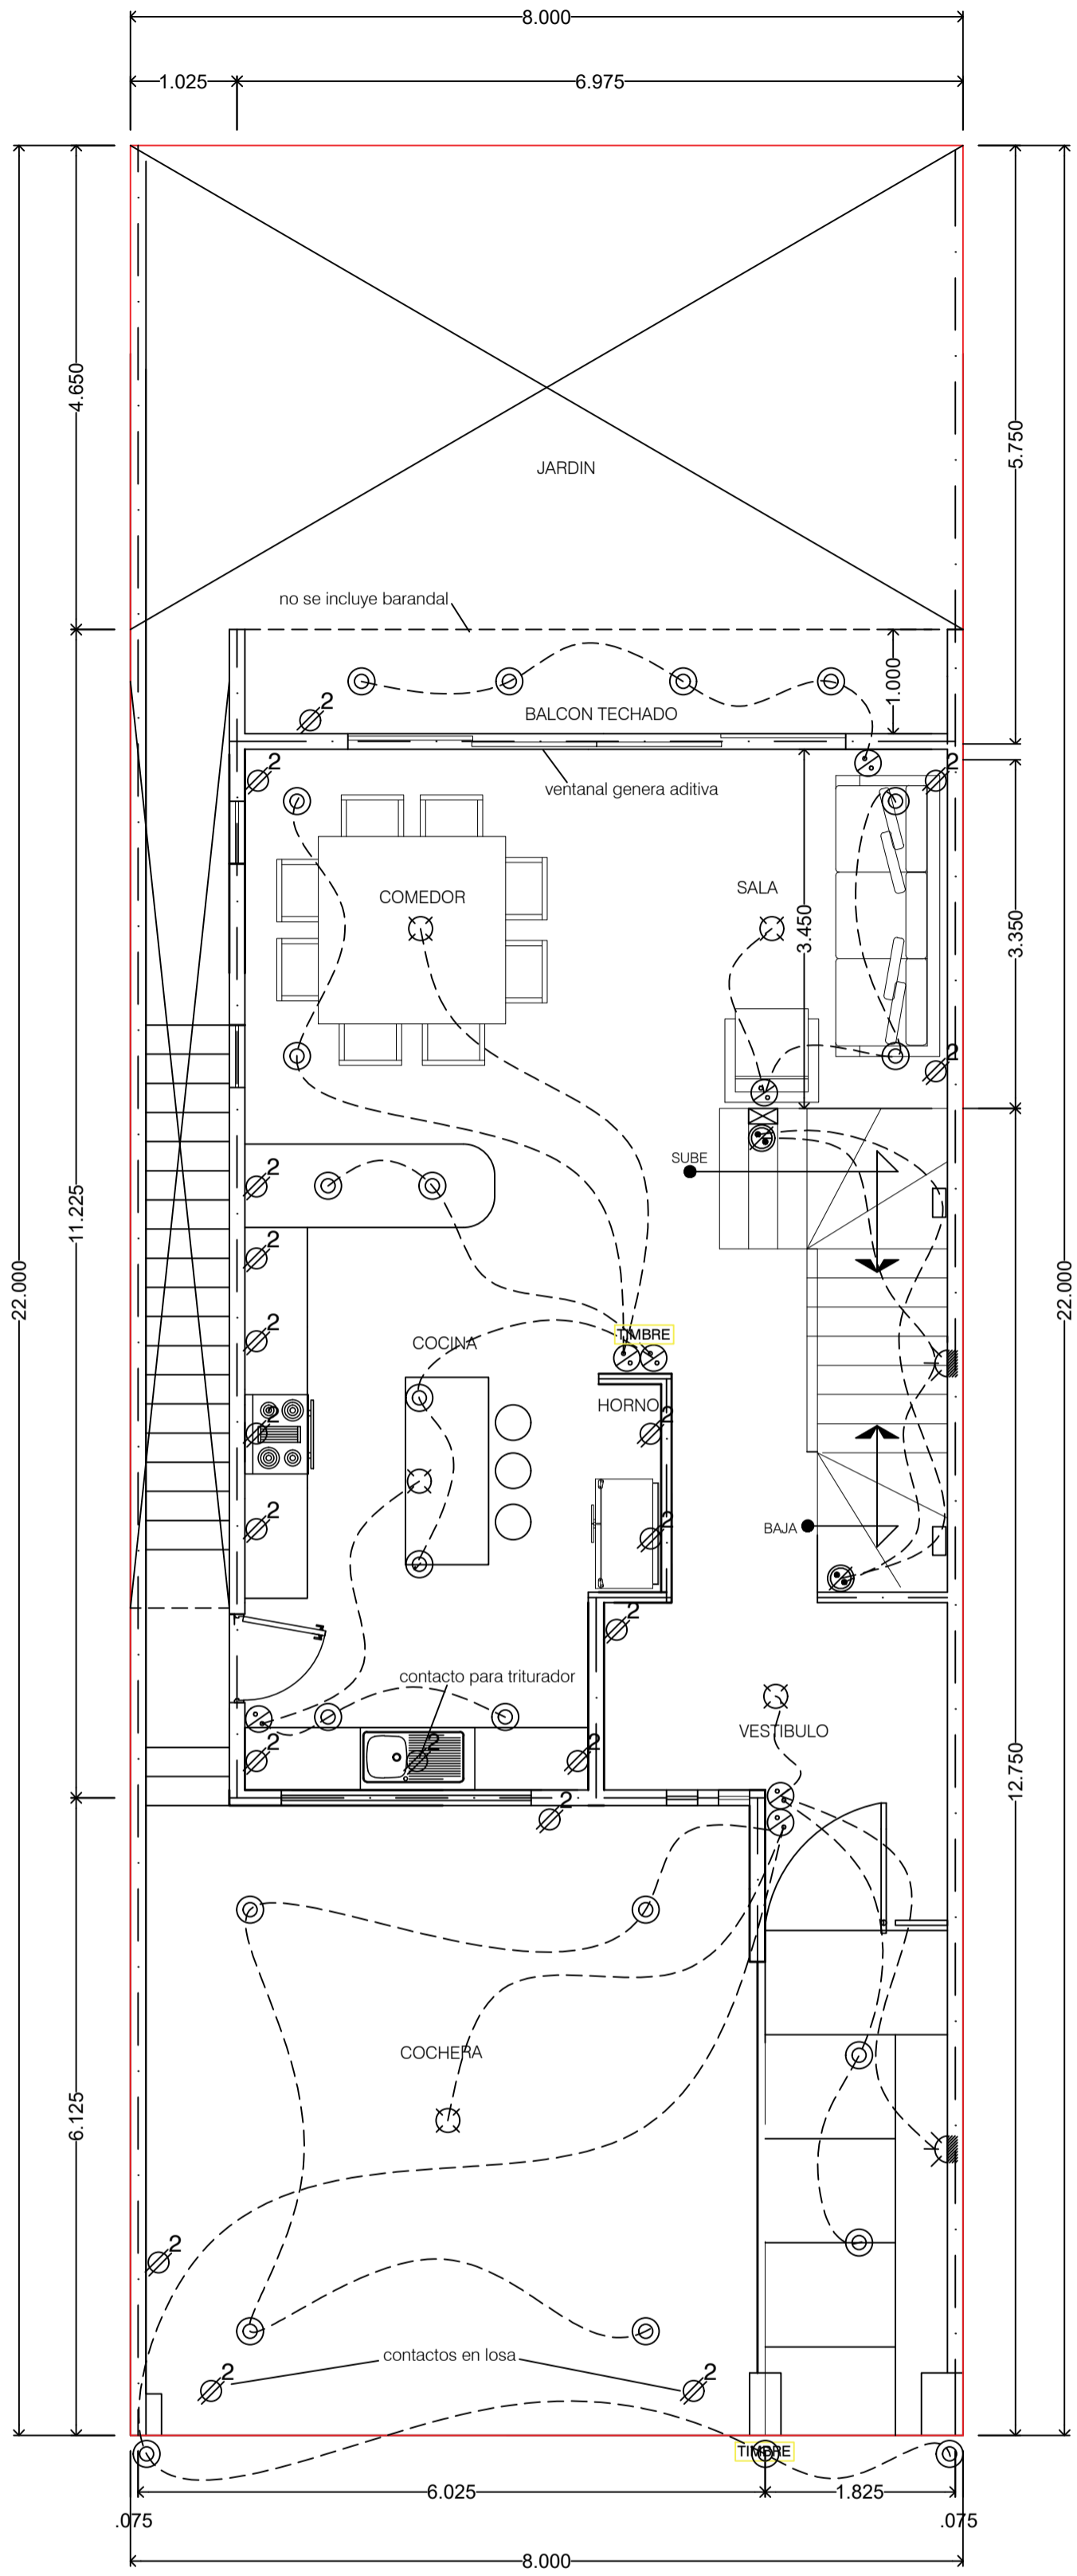 8.000
1.025
6.975
4.650
5.750
JARDIN
no se incluye barandal
1.000
2
BALCON TECHADO
2
2
ventanal genera aditiva
COMEDOR
SALA
3.450
3.350
2
SUBE
2
11.225
2
22.000
22.000
TIMBRE
2
COCINA
HORNO
2
2
2
2
BAJA
2
contacto para triturador
VESTIBULO
2
2
2
12.750
2
COCHERA
6.125
2
contactos en losa
2
2
TIMBRE
6.025
1.825
.075
.075
8.000